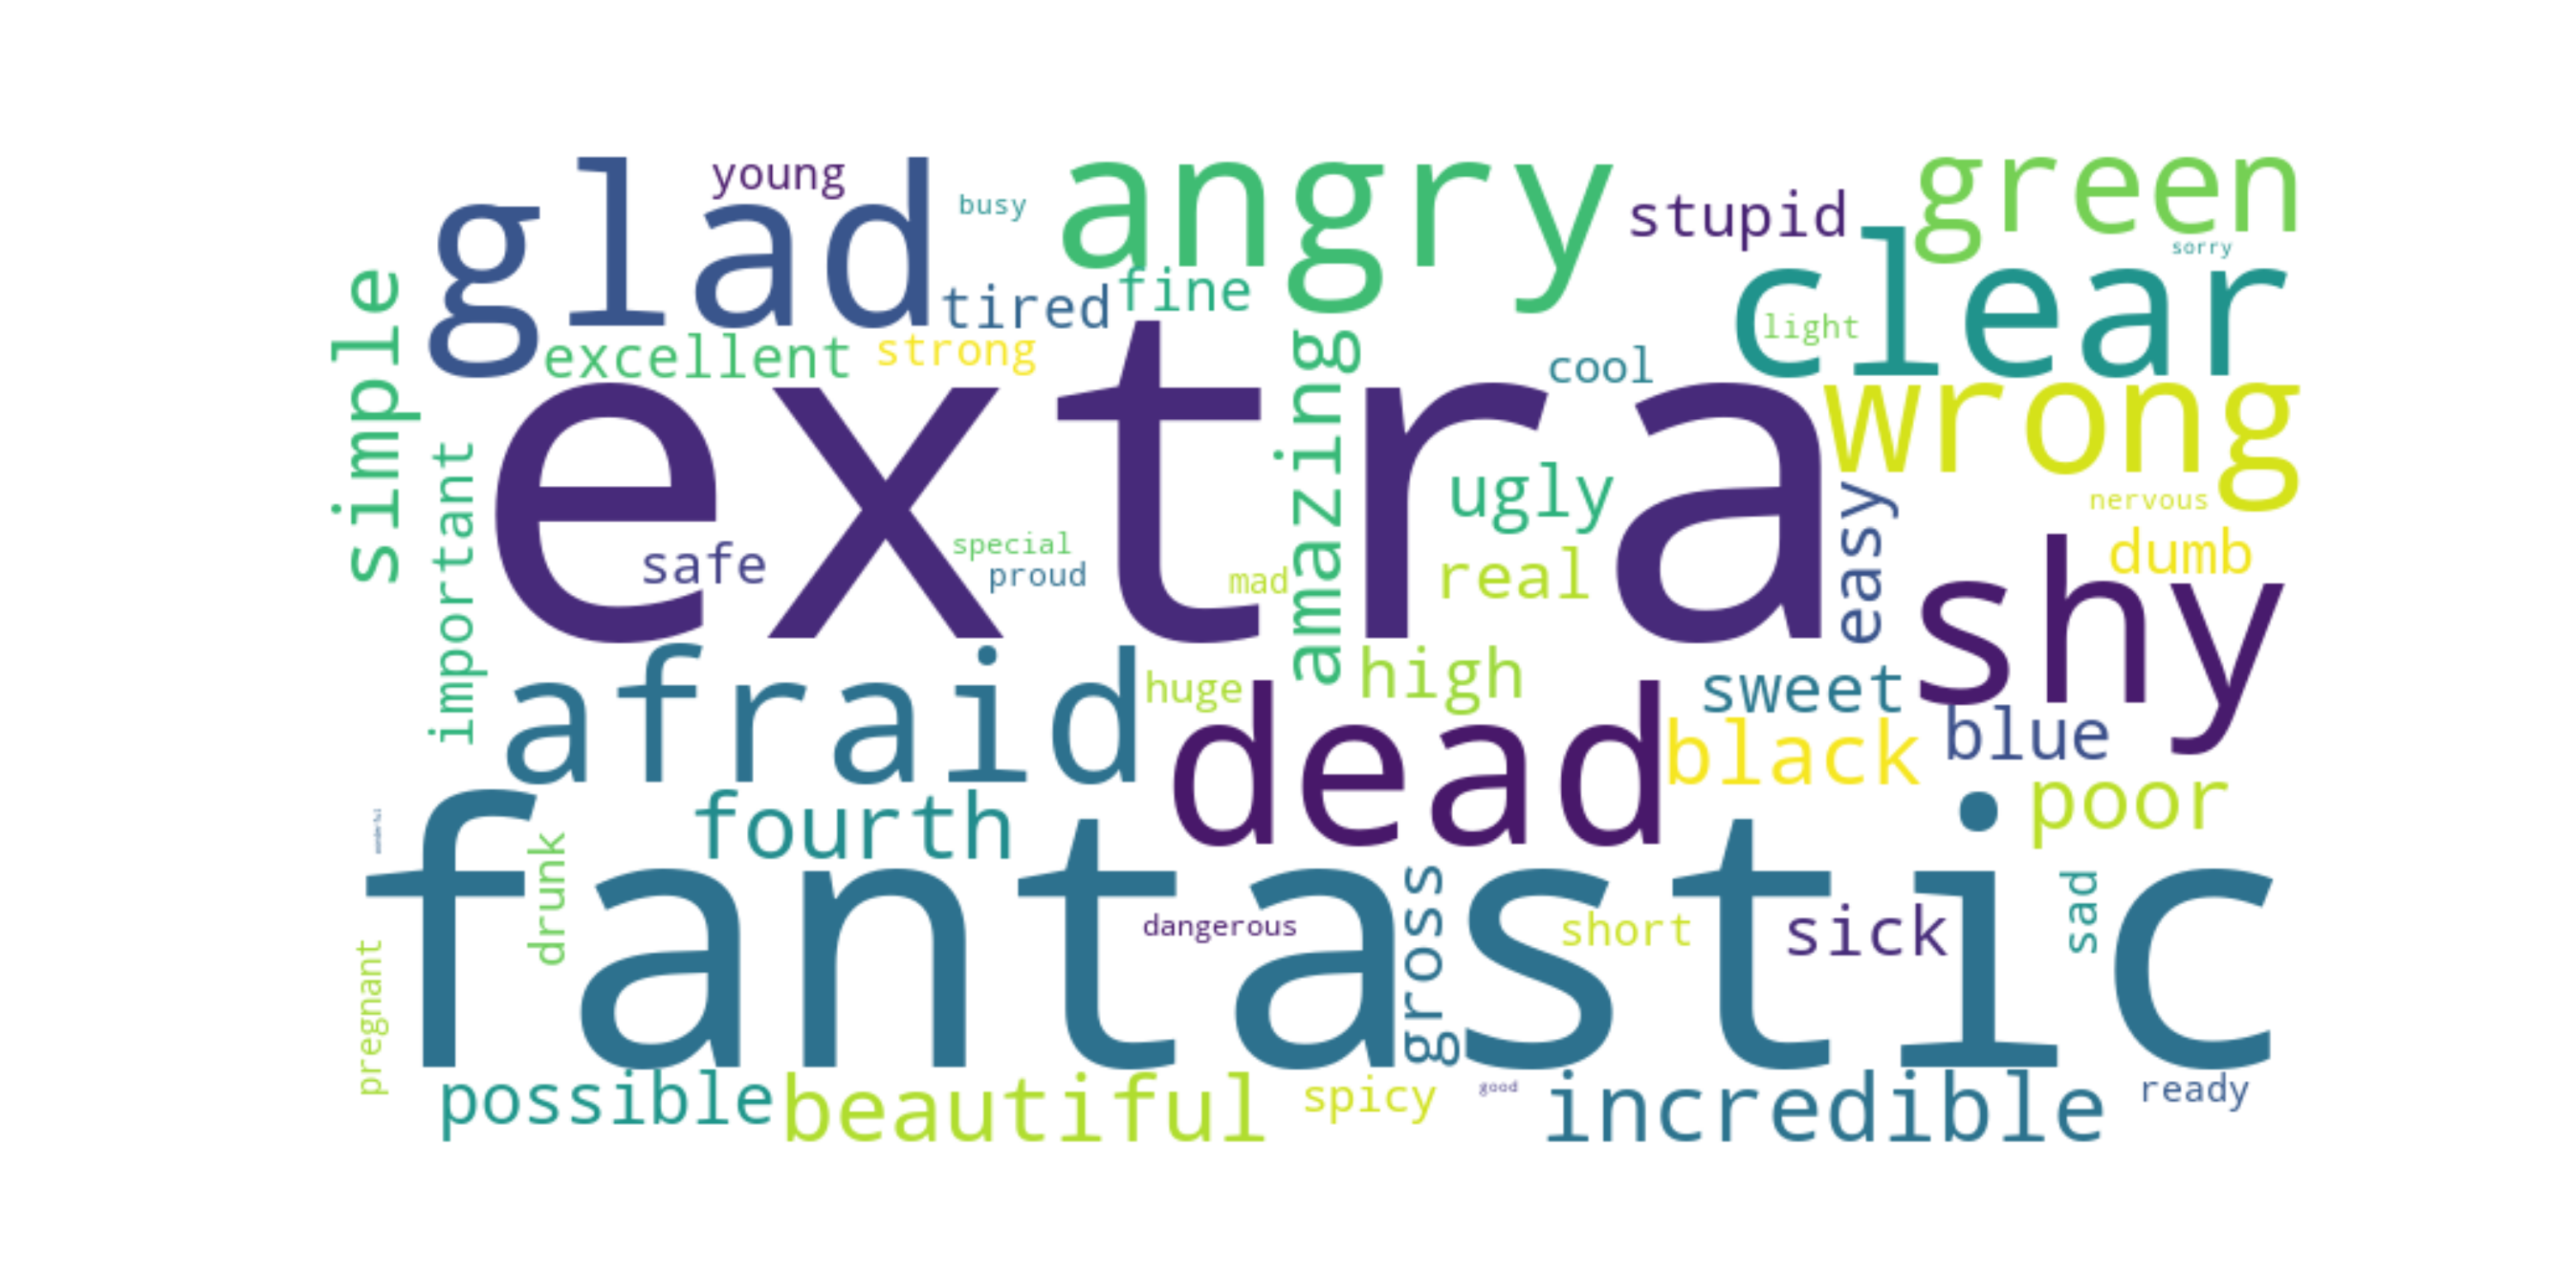 young
glad
busy
angry
stupid
green
sorry
simple
tired
fine
clear
light
excellent
strong
cool
amazing
wrong
extra
important
ugly
easy
nervous
safe
special
proud
mad
real
dumb
shy
afraid
huge
high
sweet
dead
black
blue
poor
fourth
fantastic
drunk
dangerous
gross
short
sick
sad
pregnant
possible
beautiful
spicy
good
incredible
ready